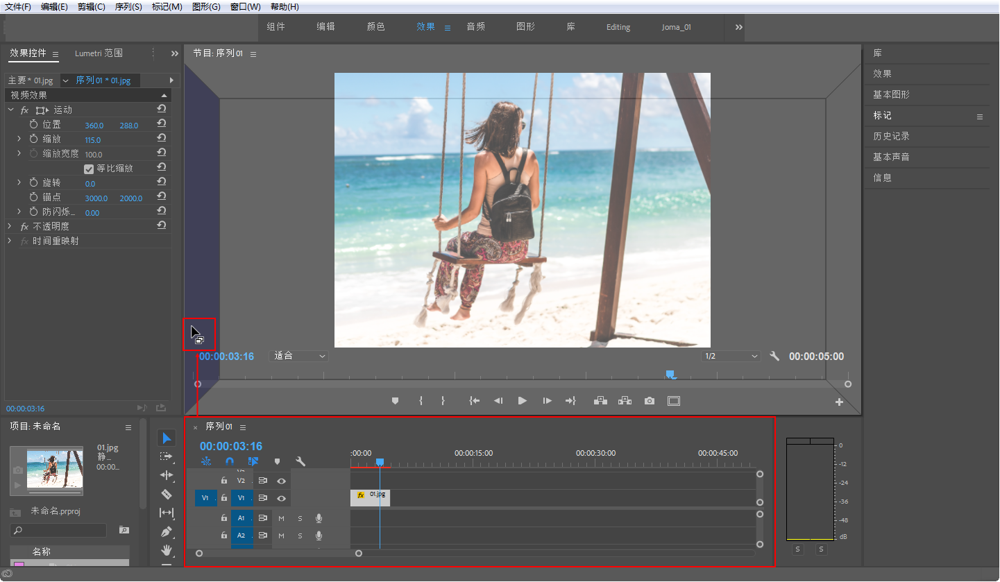 文件(F) 编辑(E) 剪辑(C) 序列(S) 标记(M) 图形(G) 窗口(W) 帮助(H)
组件 编辑 颜色 效果 音频 图形 库 Editing Joma_01
效果控件 Lumetri 范围
节目: 序列 01
主要 * 01.jpg 序列 01 * 01.jpg
视频效果
fx 运动
位置 360.0 288.0
缩放 115.0
缩放宽度 100.0
等比缩放
旋转 0.0
锚点 3000.0 2000.0
防闪烁... 0.00
fx 不透明度
fx 时间重映射
00:00:03:16
00:00:03:16 适合 1/2 00:00:05:00
库
效果
基本图形
标记
历史记录
基本声音
信息
项目: 未命名
01.jpg
静...
00:00...
未命名.prproj
名称
× 序列 01
00:00:03:16
:00:00 00:00:15:00 00:00:30:00 00:00:45:00
V2
V1 V1 fx 01.jpg
A1 M S
A2 M S
0
-12
-24
-36
-48
dB
S S